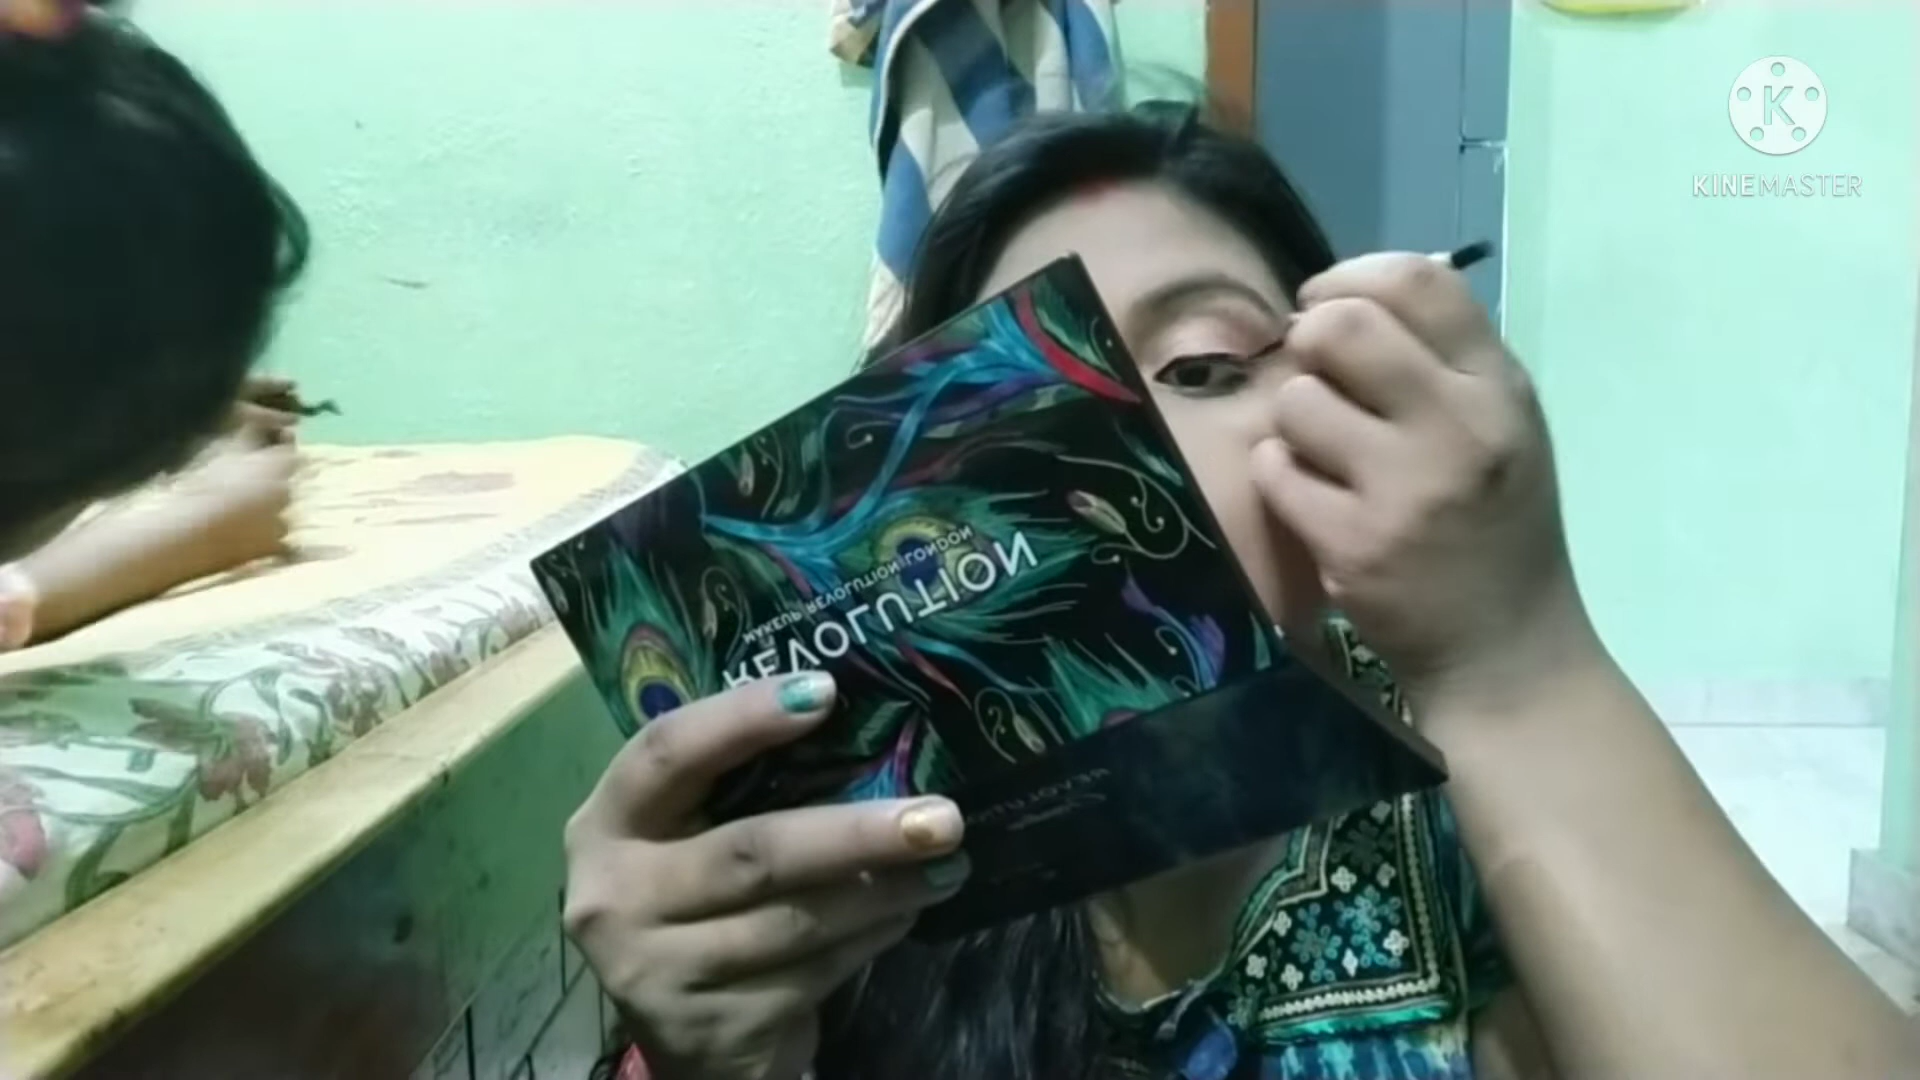 K
KINEMASTER
MAKEUP REVOLUTION LONDON
REVOLUTION